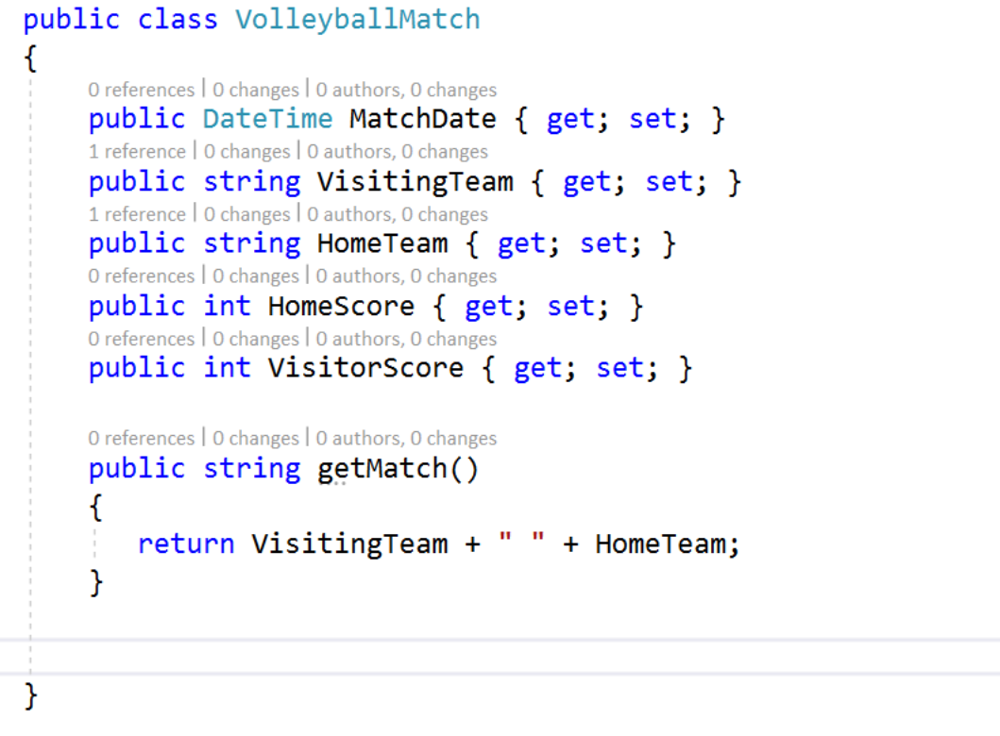 public class VolleyballMatch
{
0 references | 0 changes | 0 authors, 0 changes
public DateTime MatchDate { get; set; }
1 reference | 0 changes | 0 authors, 0 changes
public string VisitingTeam { get; set; }
1 reference | 0 changes | 0 authors, 0 changes
public string HomeTeam { get; set; }
0 references | 0 changes | 0 authors, 0 changes
public int HomeScore { get; set; }
0 references | 0 changes | 0 authors, 0 changes
public int VisitorScore { get; set; }
0 references | 0 changes | 0 authors, 0 changes
public string getMatch()
{
return VisitingTeam + " " + HomeTeam;
}
}